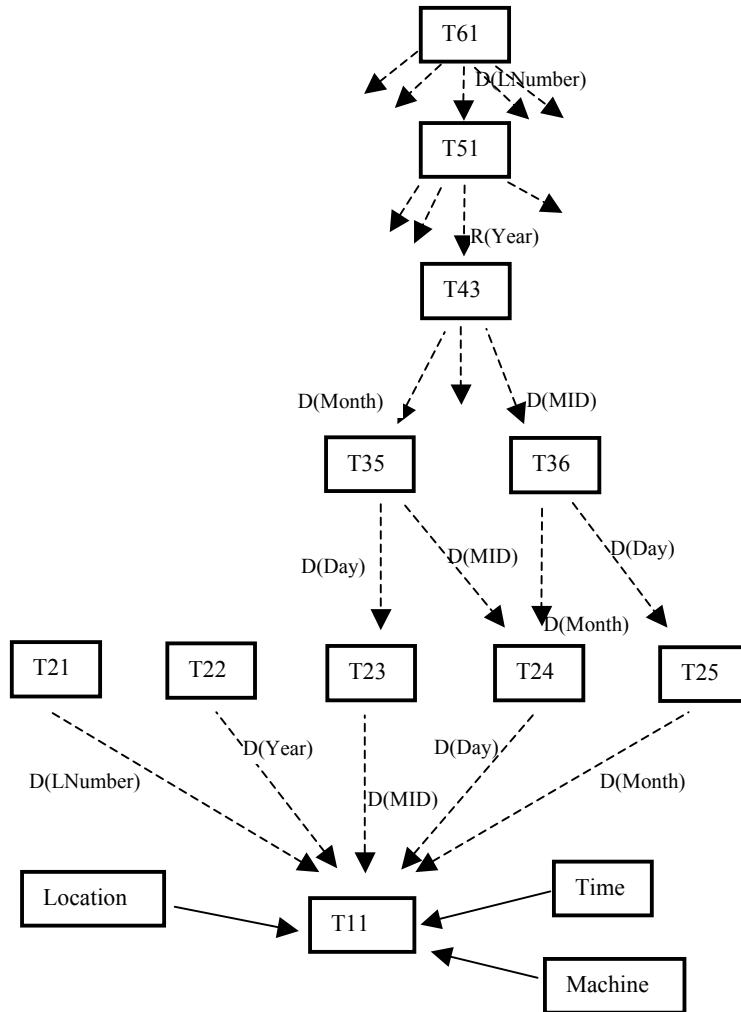 T61
D(LNumber)
T51
R(Year)
T43
D(Month)
D(MID)
T35
T36
D(Day)
D(MID)
D(Day)
D(Month)
T21
T22
T23
T24
T25
D(Year)
D(Day)
D(LNumber)
D(MID)
D(Month)
Location
Time
T11
Machine